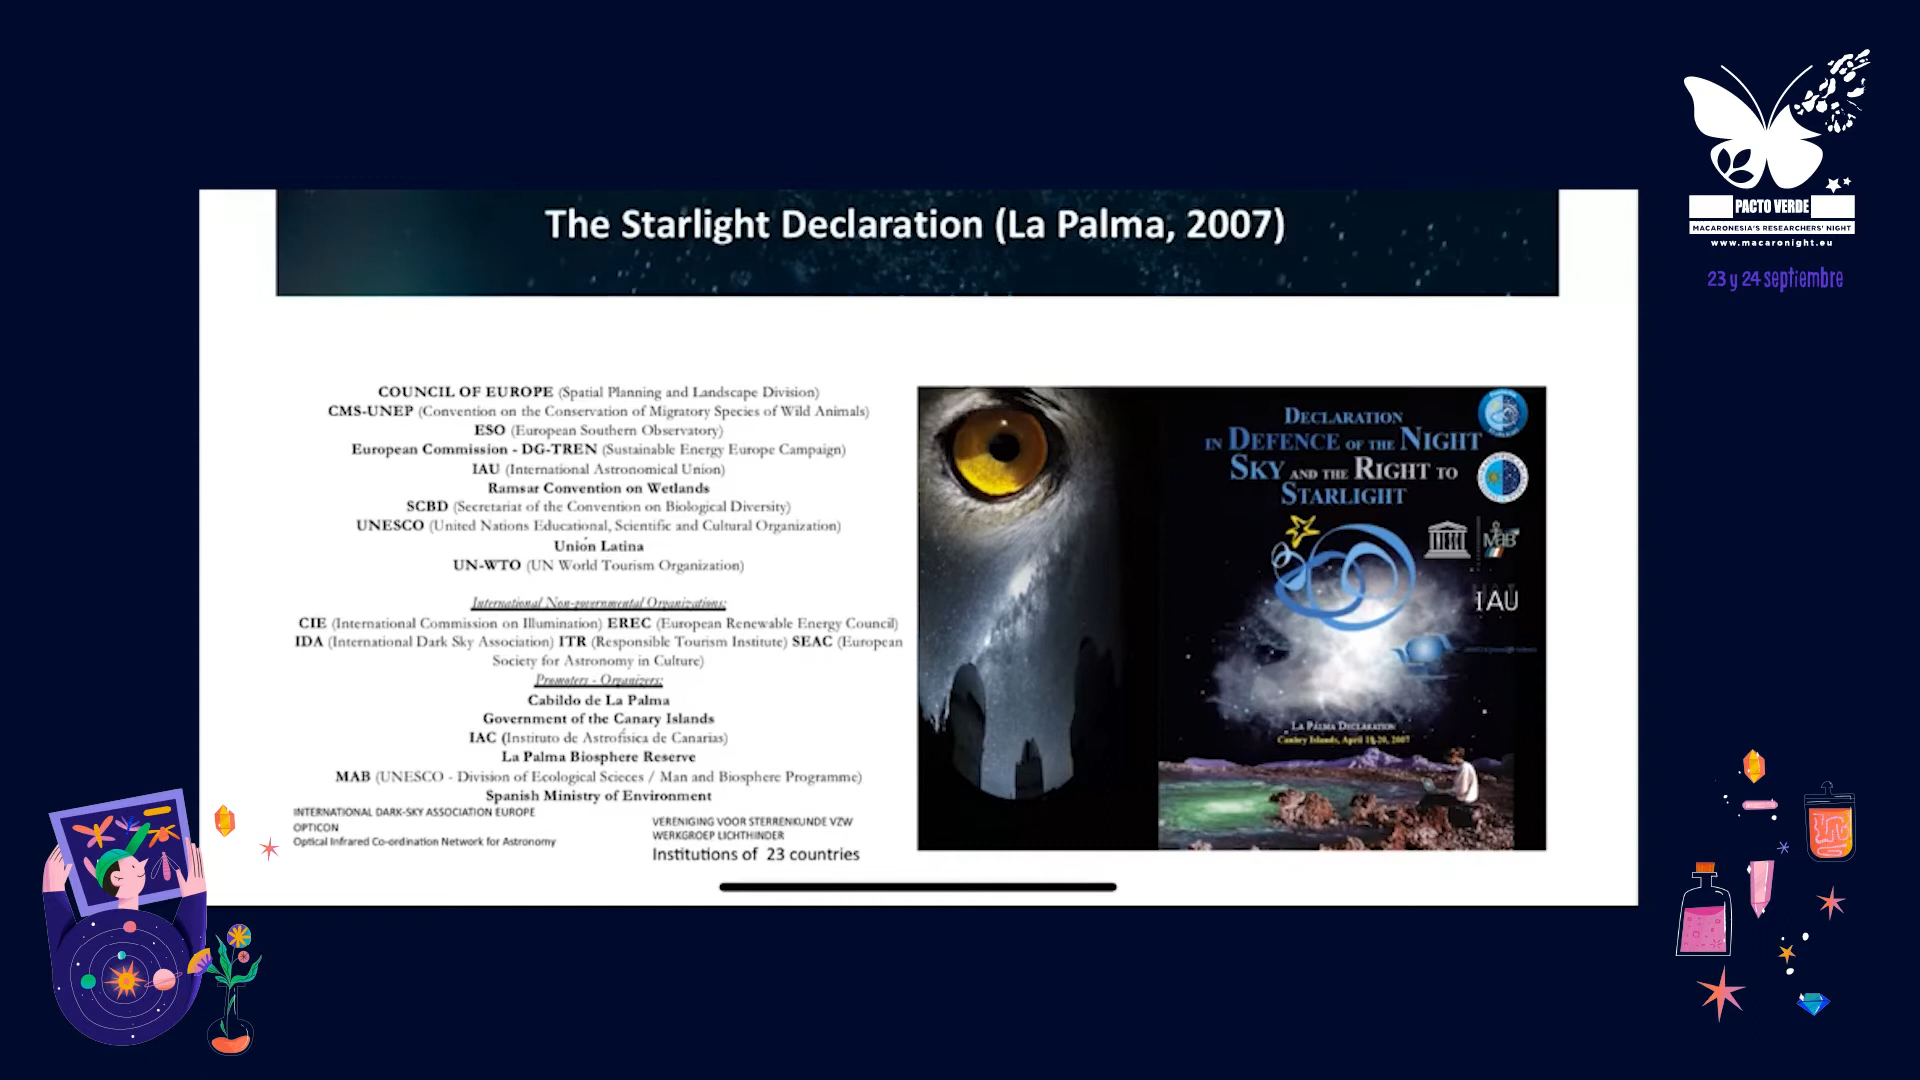 The Starlight Declaration (La Palma, 2007)
COUNCIL OF EUROPE (Spatial Planning and Landscape Division)
CMS-UNEP (Convention on the Conservation of Migratory Species of Wild Animals)
ESO (European Southern Observatory)
European Commission - DG-TREN (Sustainable Energy Europe Campaign)
IAU (International Astronomical Union)
Ramsar Convention on Wetlands
SCBD (Secretariat of the Convention on Biological Diversity)
UNESCO (United Nations Educational, Scientific and Cultural Organization)
Unión Latina
UN-WTO (UN World Tourism Organization)
International Non-governmental Organizations:
CIE (International Commission on Illumination) EREC (European Renewable Energy Council)
IDA (International Dark Sky Association) ITR (Responsible Tourism Institute) SEAC (European
Society for Astronomy in Culture)
Promoters - Organizers:
Cabildo de La Palma
Government of the Canary Islands
IAC (Instituto de Astrofísica de Canarias)
La Palma Biosphere Reserve
MAB (UNESCO - Division of Ecological Scieces / Man and Biosphere Programme)
Spanish Ministry of Environment
INTERNATIONAL DARK-SKY ASSOCIATION EUROPE
OPTICON
Optical Infrared Co-ordination Network for Astronomy
VERENIGING VOOR STERRENKUNDE VZW
WERKGROEP LICHTHINDER
Institutions of 23 countries
DECLARATION
IN DEFENCE OF THE NIGHT
SKY AND THE RIGHT TO
STARLIGHT
MaB
IAU
LA PALMA DECLARATION
Canary Islands, April 19-20, 2007
PACTO VERDE
MACARONESIA'S RESEARCHERS' NIGHT
www.macaronight.eu
23 y 24 septiembre